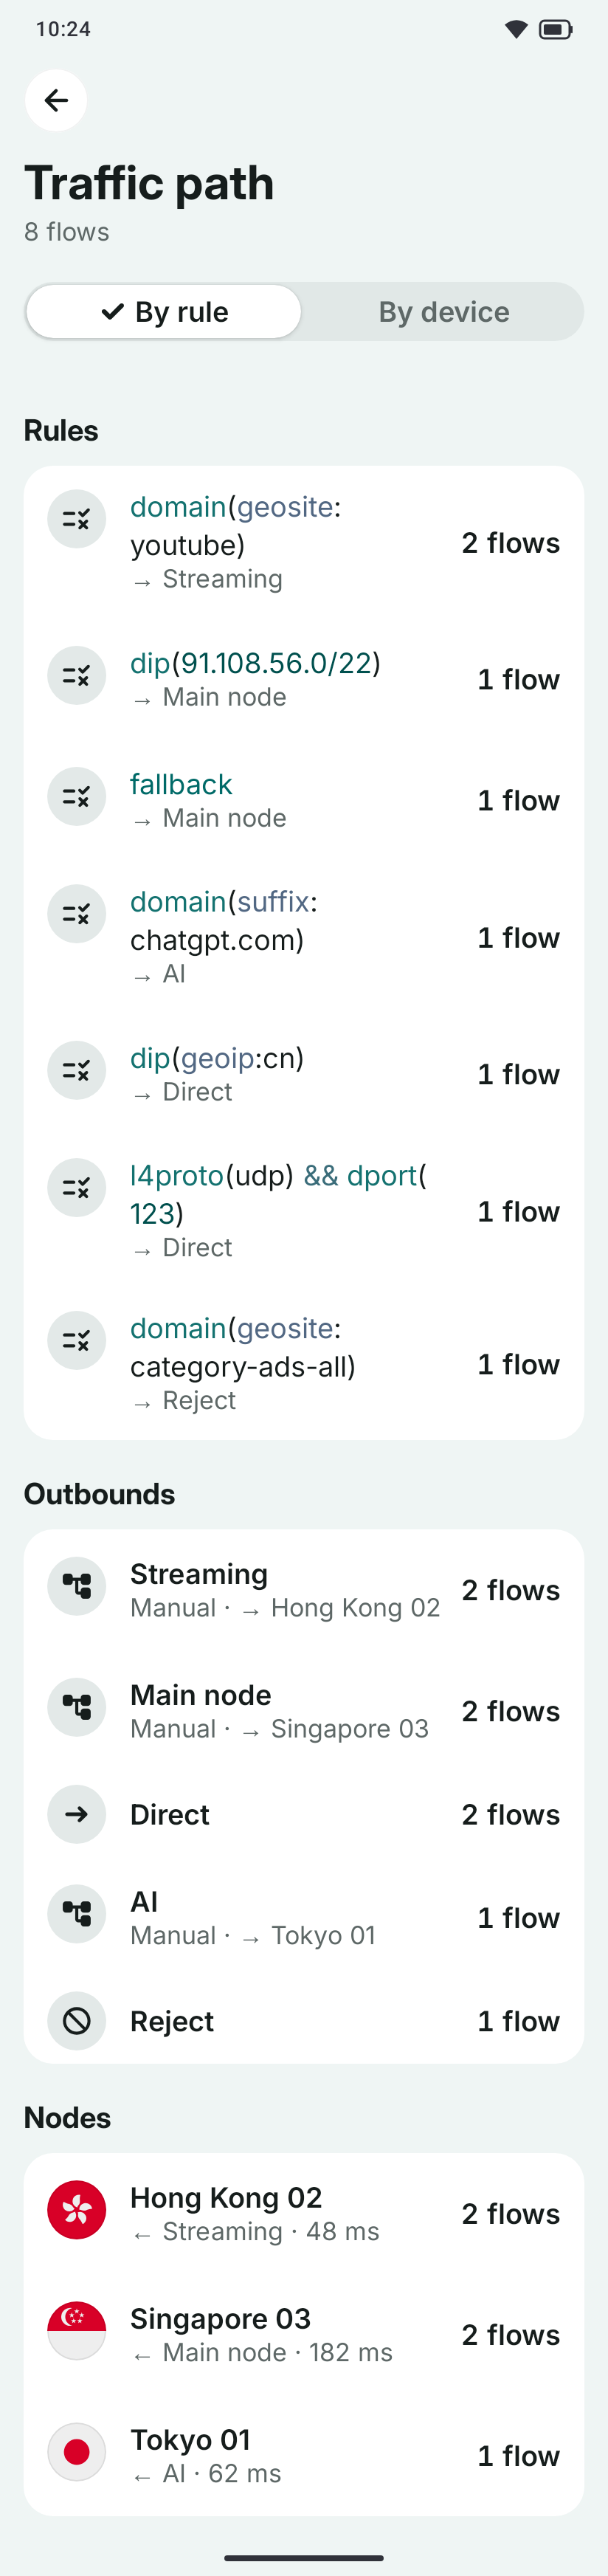 10:24
Traffic path
8 flows
By rule
By device
Rules
domain(geosite:
youtube)
→ Streaming
2 flows
dip(91.108.56.0/22)
→ Main node
1 flow
fallback
→ Main node
1 flow
domain(suffix:
chatgpt.com)
→ AI
1 flow
dip(geoip:cn)
→ Direct
1 flow
l4proto(udp) && dport(
123)
→ Direct
1 flow
domain(geosite:
category-ads-all)
→ Reject
1 flow
Outbounds
Streaming
Manual · → Hong Kong 02
2 flows
Main node
Manual · → Singapore 03
2 flows
Direct
2 flows
AI
Manual · → Tokyo 01
1 flow
Reject
1 flow
Nodes
Hong Kong 02
← Streaming · 48 ms
2 flows
Singapore 03
← Main node · 182 ms
2 flows
Tokyo 01
← AI · 62 ms
1 flow